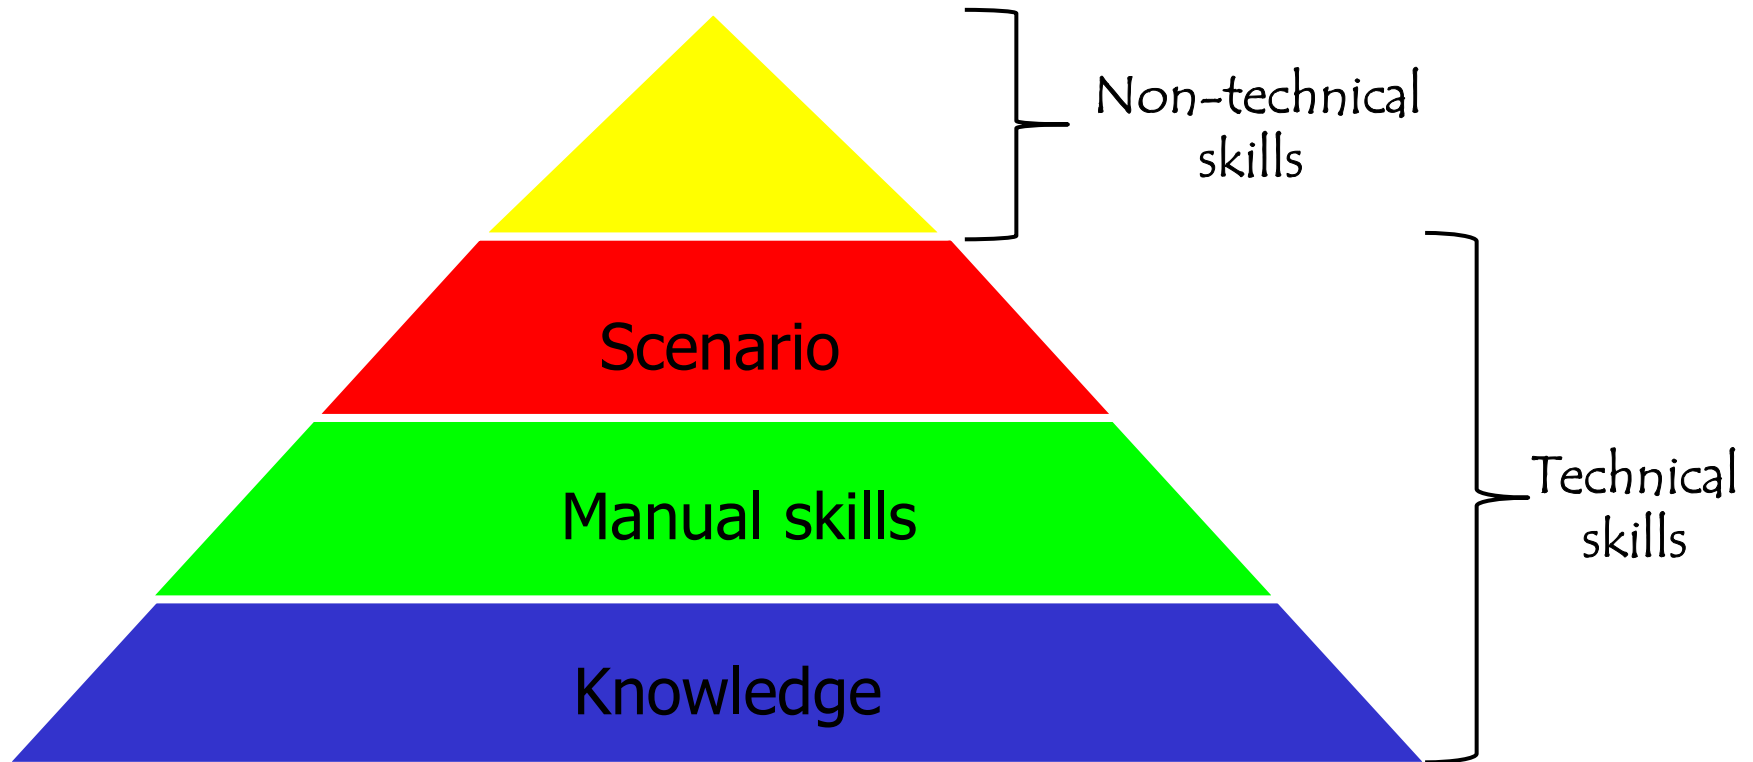 Non-technical
skills
Scenario
Manual skills
Technical
skills
Knowledge